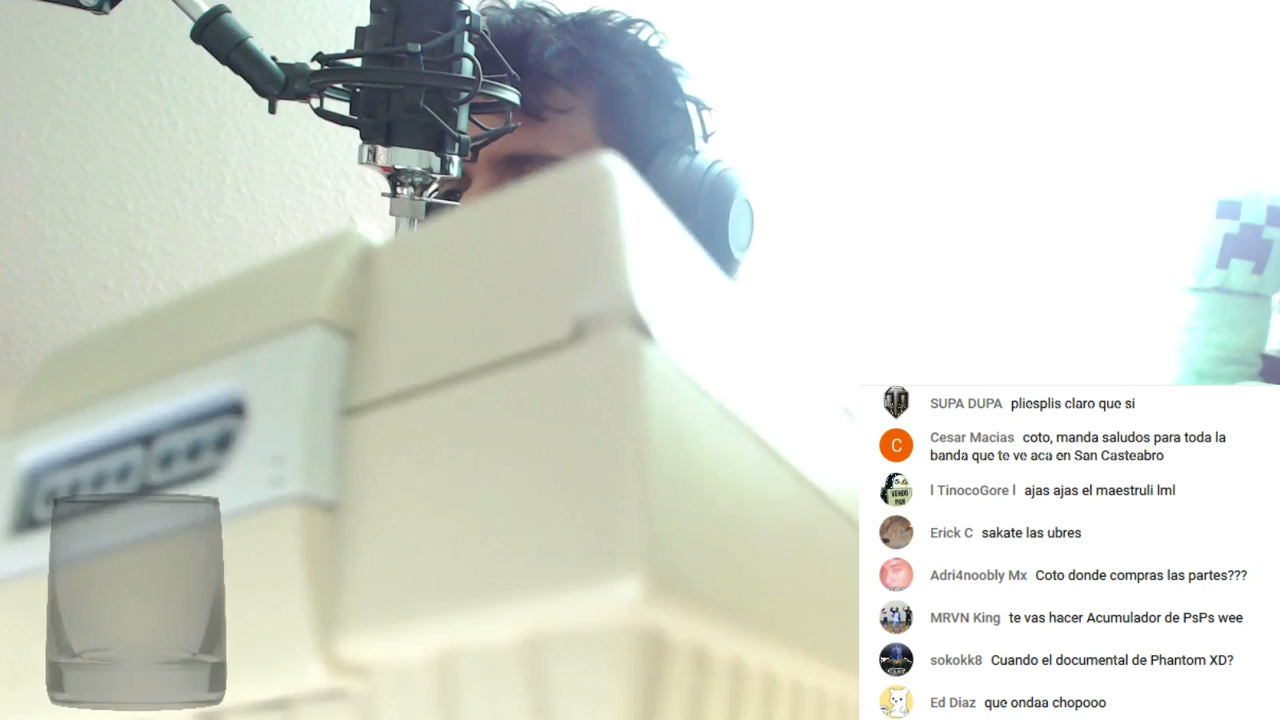 SUPA DUPA pliesplis claro que si
Cesar Macias coto, manda saludos para toda la
banda que te ve aca en San Casteabro
C
VENDO
PAN
l TinocoGore l ajas ajas el maestruli lml
Erick C sakate las ubres
Adri4noobly Mx Coto donde compras las partes???
MRVN King te vas hacer Acumulador de PsPs wee
sokokk8 Cuando el documental de Phantom XD?
Ed Diaz que ondaa chopooo